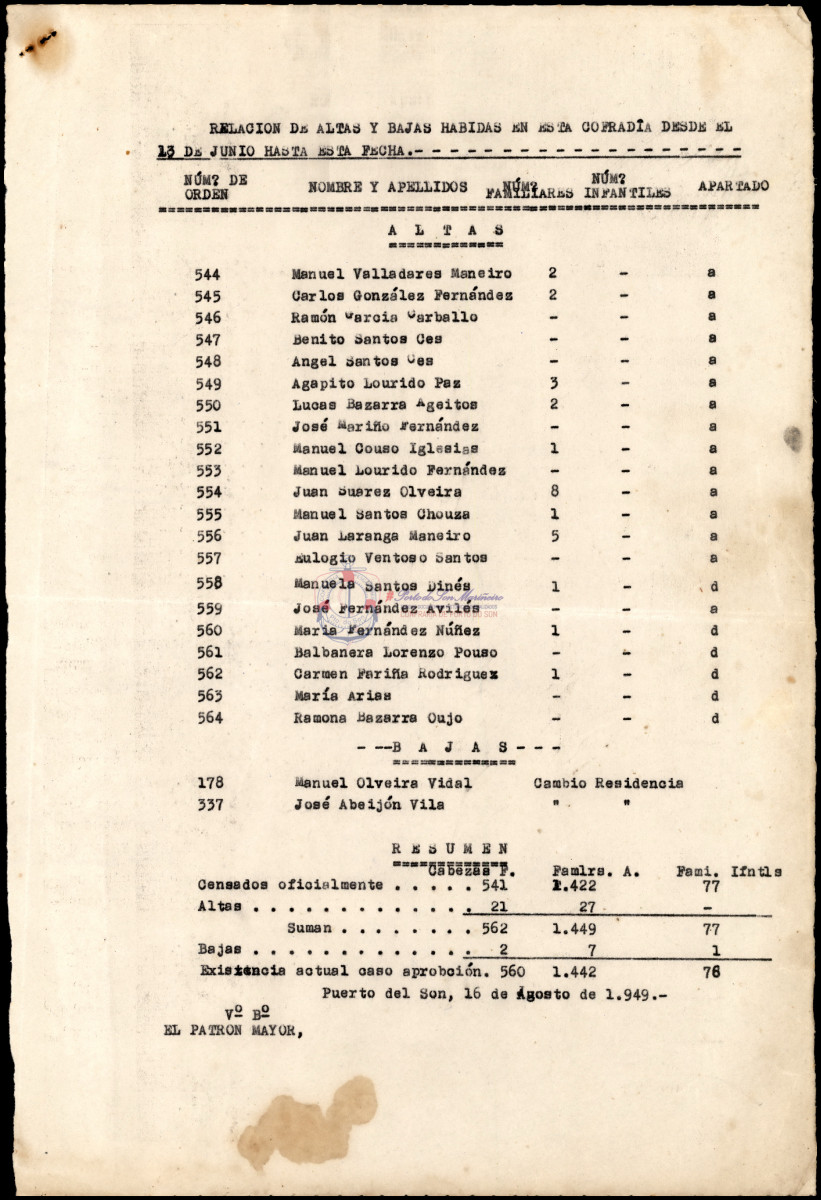 RELACION DE ALTAS Y BAJAS HABIDAS EN ESTA COFRADÍA DESDE EL
13 DE JUNIO HASTA ESTA FECHA.- - - - - - - - - - - - - - - - - - - -
NÚM? DE ORDEN NOMBRE Y APELLIDOS NÚM? FAMILIARES NÚM? INFANTILES APARTADO
A L T A S
544 Manuel Valladares Maneiro 2 - a
545 Carlos González Fernández 2 - a
546 Ramón Garcia Carballo - - a
547 Benito Santos Ces - - a
548 Angel Santos Ces - - a
549 Agapito Lourido Paz 3 - a
550 Lucas Bazarra Ageitos 2 - a
551 José Mariño Fernández - - a
552 Manuel Couso Iglesias 1 - a
553 Manuel Lourido Fernández - - a
554 Juan Suarez Olveira 8 - a
555 Manuel Santos Chouza 1 - a
556 Juan Laranga Maneiro 5 - a
557 Eulogio Ventoso Santos - - a
558 Manuela Santos Dinés 1 - d
559 José Fernández Avilés - - a
560 Maria Fernández Núñez 1 - d
561 Balbanera Lorenzo Pouso - - d
562 Carmen Fariña Rodriguez 1 - d
563 María Arias - - d
564 Ramona Bazarra Oujo - - d
- --B A J A S- - -
178 Manuel Olveira Vidal Cambio Residencia
337 José Abeijón Vila " "
R E S U M E N
Cabezas F. Famlrs. A. Fami. Ifntls
Censados oficialmente . . . . . 541 1.422 77
Altas . . . . . . . . . . . . . . 21 27 -
Suman . . . . . . . . 562 1.449 77
Bajas . . . . . . . . . . . . . . 2 7 1
Existencia actual caso aprobción. 560 1.442 76
Puerto del Son, 16 de Agosto de 1.949.-
Vº Bº
EL PATRON MAYOR,
Porto do Son Mariñeiro